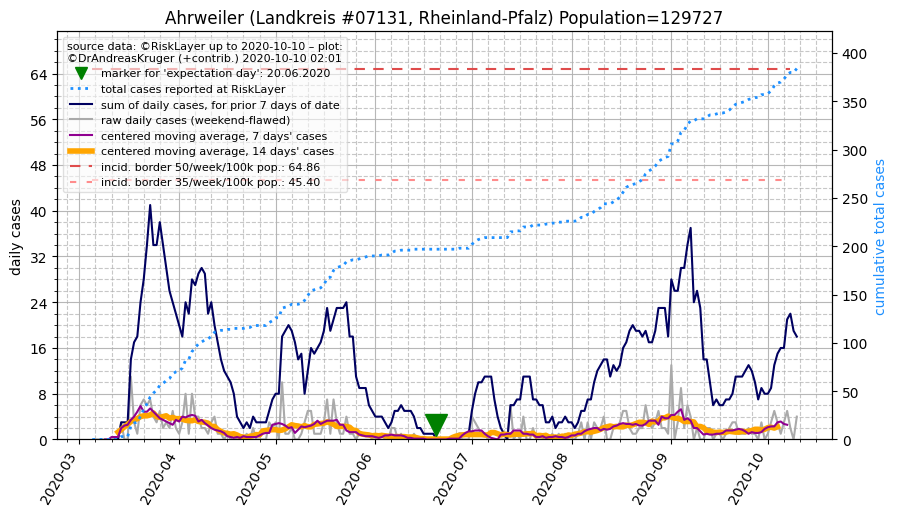 Ahrweiler (Landkreis #07131, Rheinland-Pfalz) Population=129727
source data: ©RiskLayer up to 2020-10-10 – plot:
©DrAndreasKruger (+contrib.) 2020-10-10 02:01
marker for 'expectation day': 20.06.2020
total cases reported at RiskLayer
sum of daily cases, for prior 7 days of date
raw daily cases (weekend-flawed)
centered moving average, 7 days' cases
centered moving average, 14 days' cases
incid. border 50/week/100k pop.: 64.86
incid. border 35/week/100k pop.: 45.40
daily cases
64
56
48
40
32
24
16
8
0
cumulative total cases
400
350
300
250
200
150
100
50
0
2020-03
2020-04
2020-05
2020-06
2020-07
2020-08
2020-09
2020-10